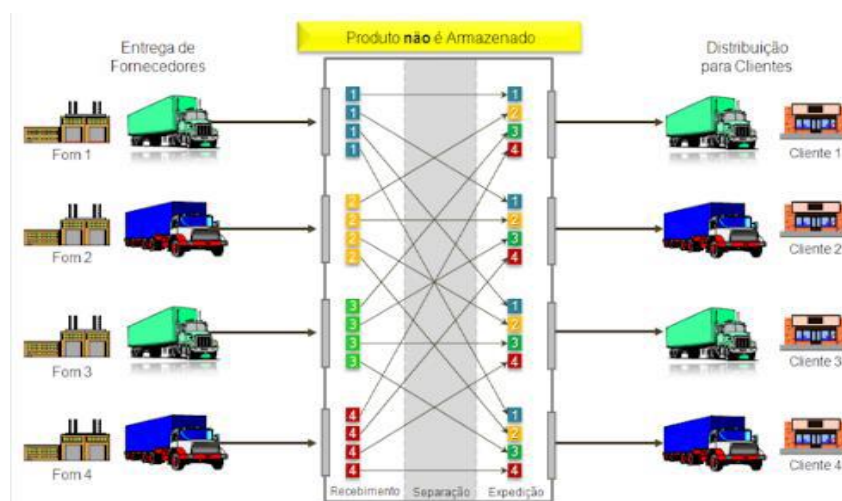 Produto não é Armazenado
Entrega de
Fornecedores
Distribuição
para Clientes
1
1
1
1
1
2
3
4
Forn 1
Cliente 1
2
2
2
2
1
2
3
4
Forn 2
Cliente 2
3
3
3
3
1
2
3
4
Forn 3
Cliente 3
4
4
4
4
1
2
3
4
Forn 4
Cliente 4
Recebimento
Separação
Expedição